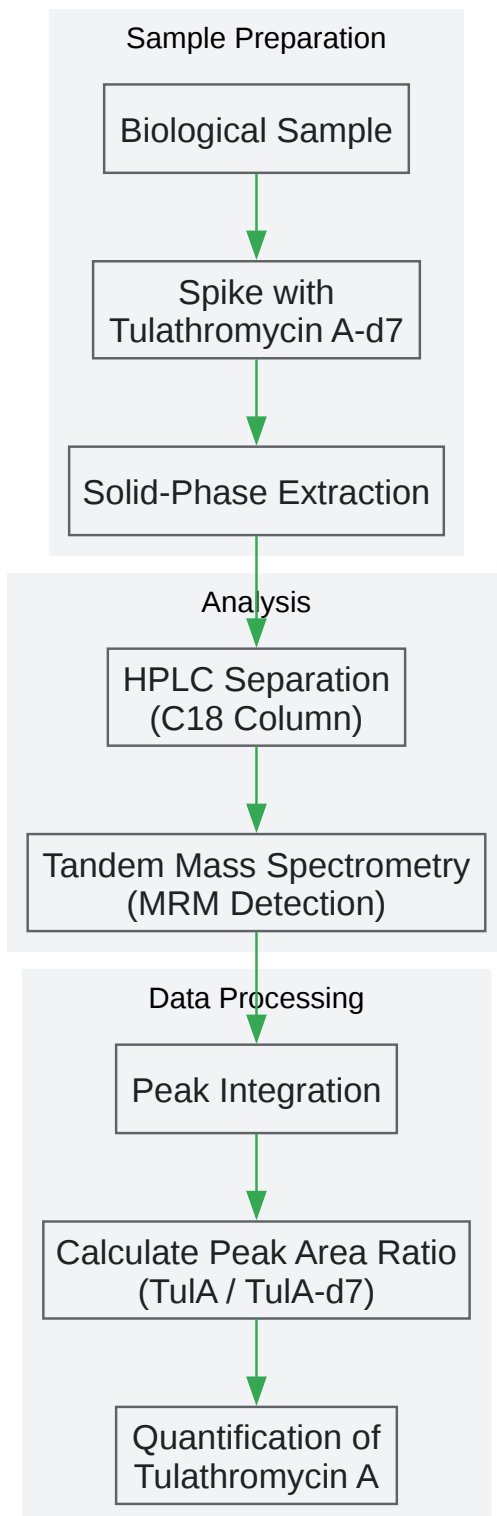 Sample Preparation
Biological Sample
Spike with
Tulathromycin A-d7
Solid-Phase Extraction
Analysis
HPLC Separation
(C18 Column)
Tandem Mass Spectrometry
(MRM Detection)
Data Processing
Peak Integration
Calculate Peak Area Ratio
(TulA / TulA-d7)
Quantification of
Tulathromycin A